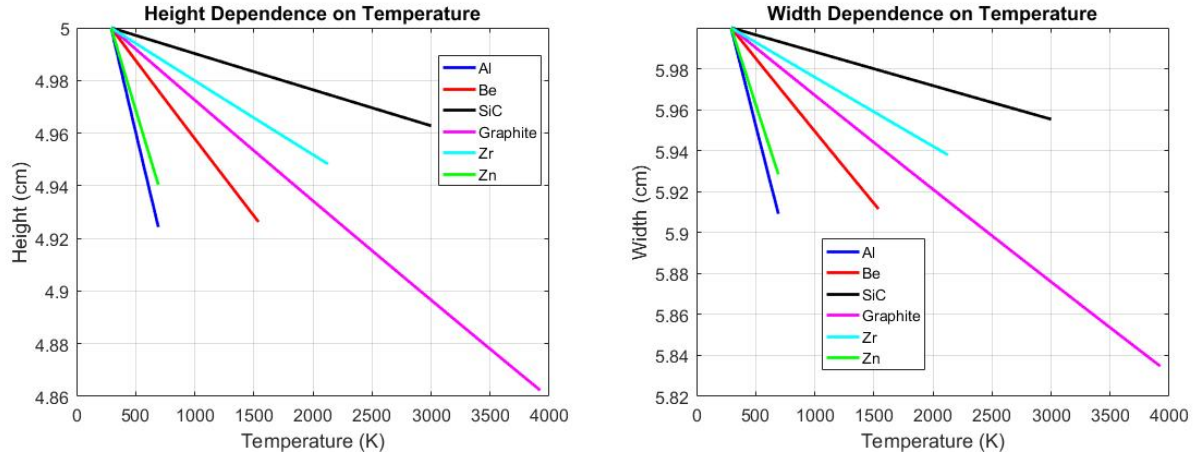 Height Dependence on Temperature
5
4.98
4.96
4.94
4.92
4.9
4.88
4.86
Height (cm)
Al
Be
SiC
Graphite
Zr
Zn
0 500 1000 1500 2000 2500 3000 3500 4000
Temperature (K)
Width Dependence on Temperature
5.98
5.96
5.94
5.92
5.9
5.88
5.86
5.84
5.82
Width (cm)
Al
Be
SiC
Graphite
Zr
Zn
0 500 1000 1500 2000 2500 3000 3500 4000
Temperature (K)